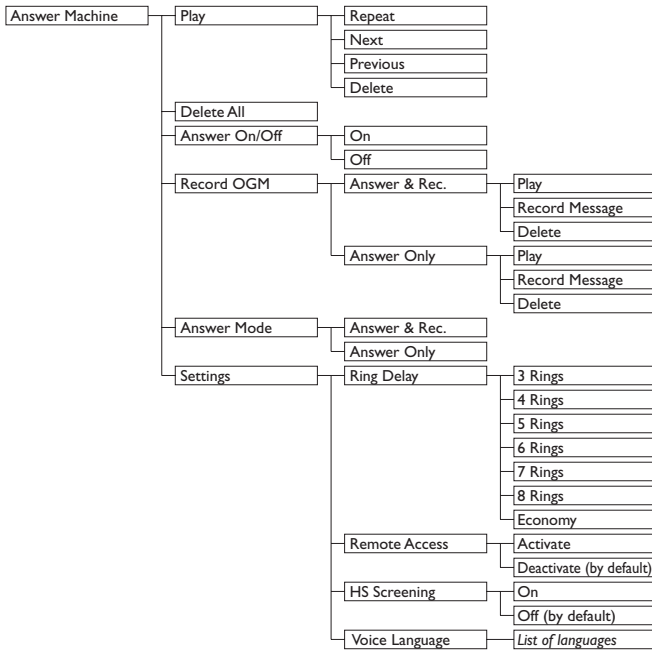 Answer Machine
Play
Repeat
Next
Previous
Delete
Delete All
Answer On/Off
On
Off
Record OGM
Answer & Rec.
Play
Record Message
Delete
Answer Only
Play
Record Message
Delete
Answer Mode
Answer & Rec.
Answer Only
Settings
Ring Delay
3 Rings
4 Rings
5 Rings
6 Rings
7 Rings
8 Rings
Economy
Remote Access
Activate
Deactivate (by default)
HS Screening
On
Off (by default)
Voice Language
List of languages